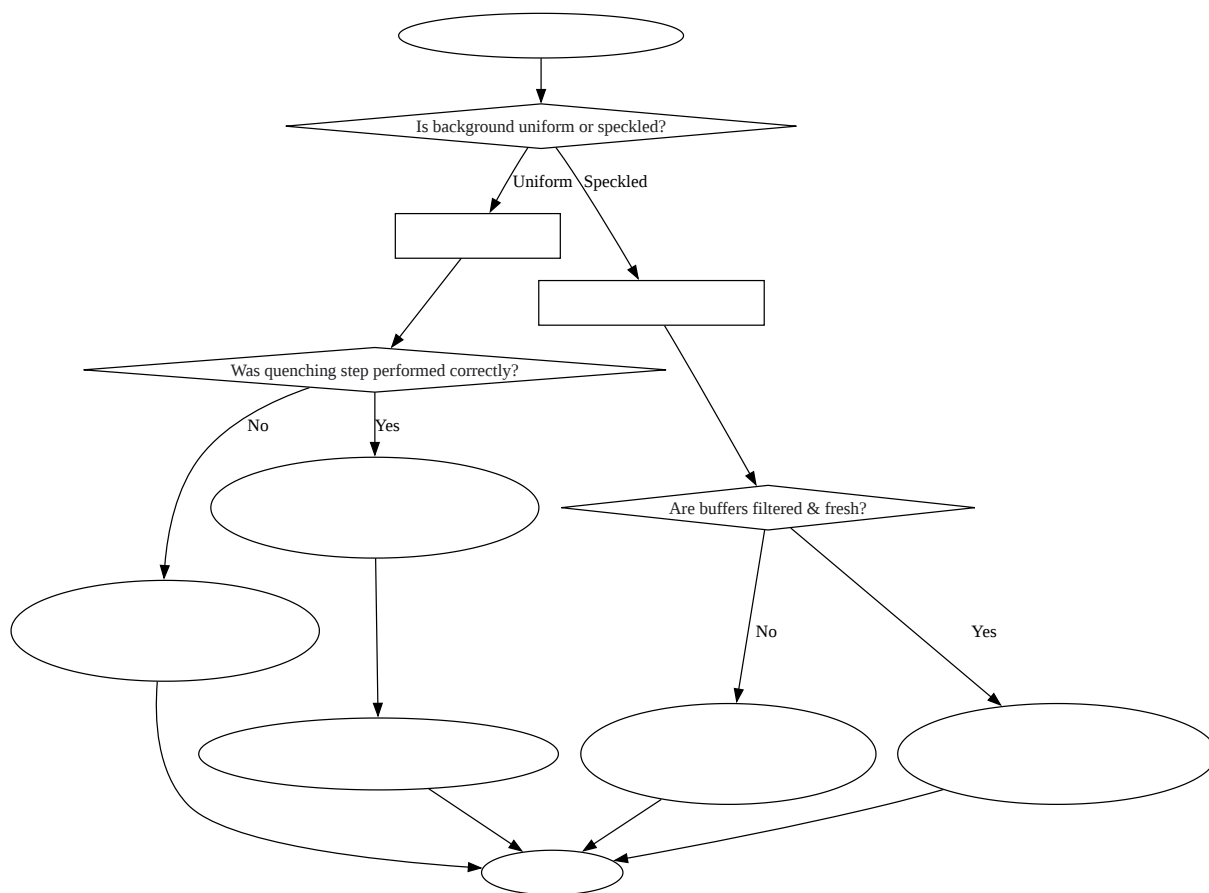 Is background uniform or speckled?
Uniform
Speckled
Was quenching step performed correctly?
No
Yes
Are buffers filtered & fresh?
No
Yes